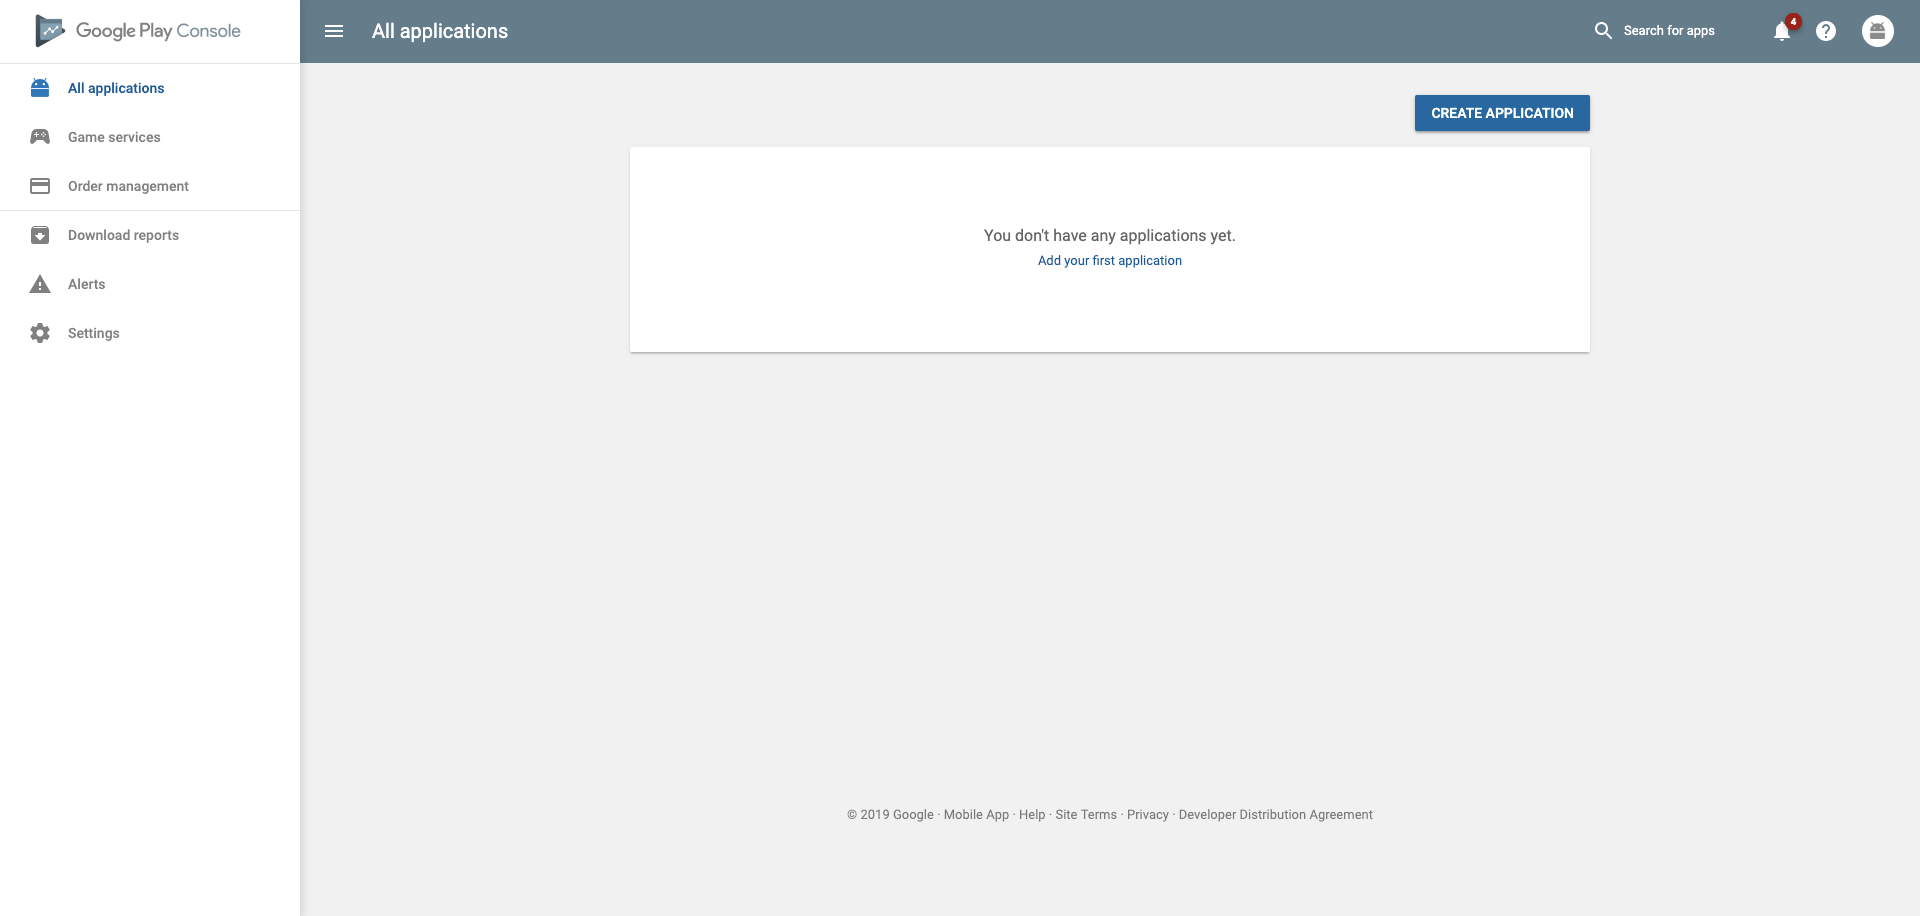 Google Play Console
All applications
Search for apps
4
All applications
Game services
Order management
Download reports
Alerts
Settings
CREATE APPLICATION
You don't have any applications yet.
Add your first application
© 2019 Google · Mobile App · Help · Site Terms · Privacy · Developer Distribution Agreement